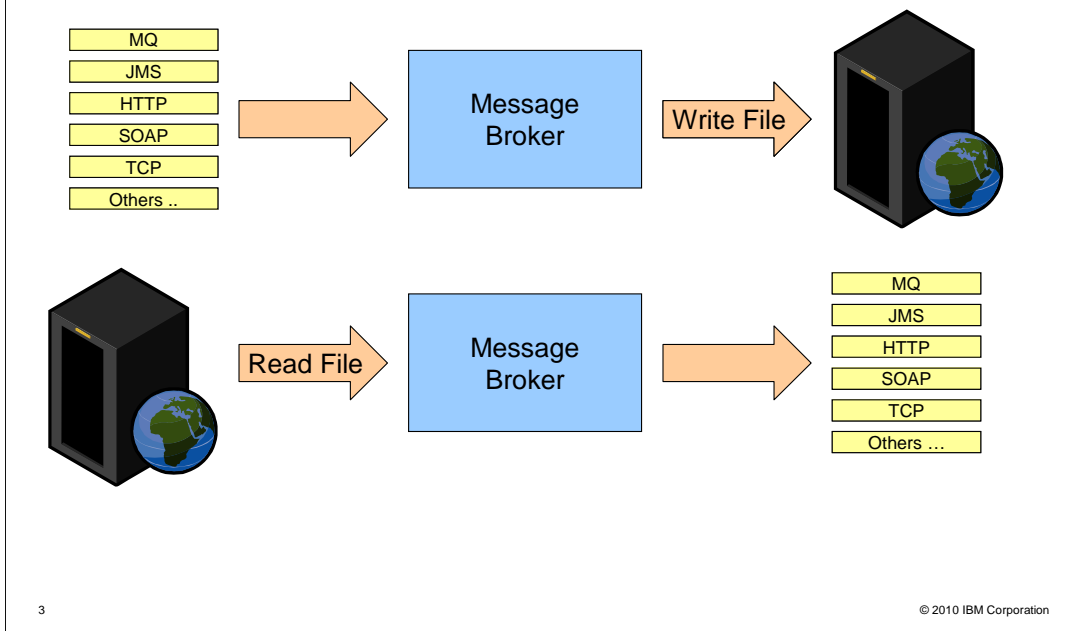 MQ
JMS
HTTP
SOAP
TCP
Others ..
Message
Broker
Write File
Read File
Message
Broker
MQ
JMS
HTTP
SOAP
TCP
Others …
3
© 2010 IBM Corporation